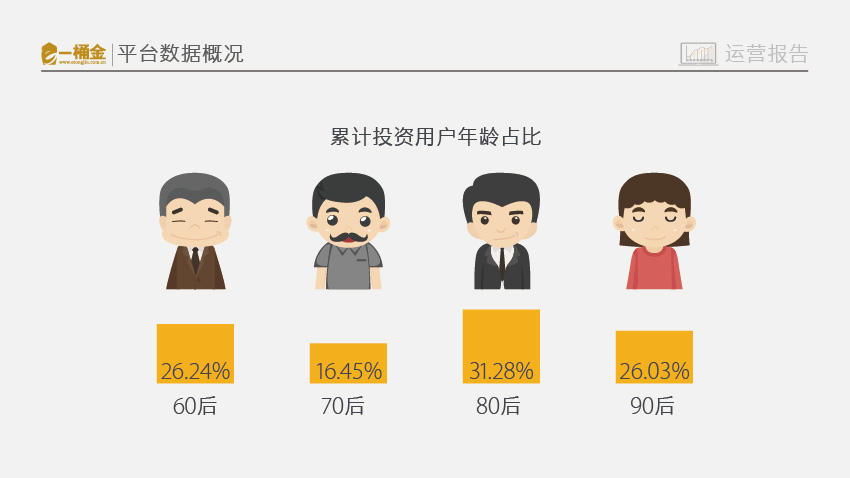 一桶金
平台数据概况
运营报告
累计投资用户年龄占比
26.24% 16.45% 31.28% 26.03%
60后 70后 80后 90后